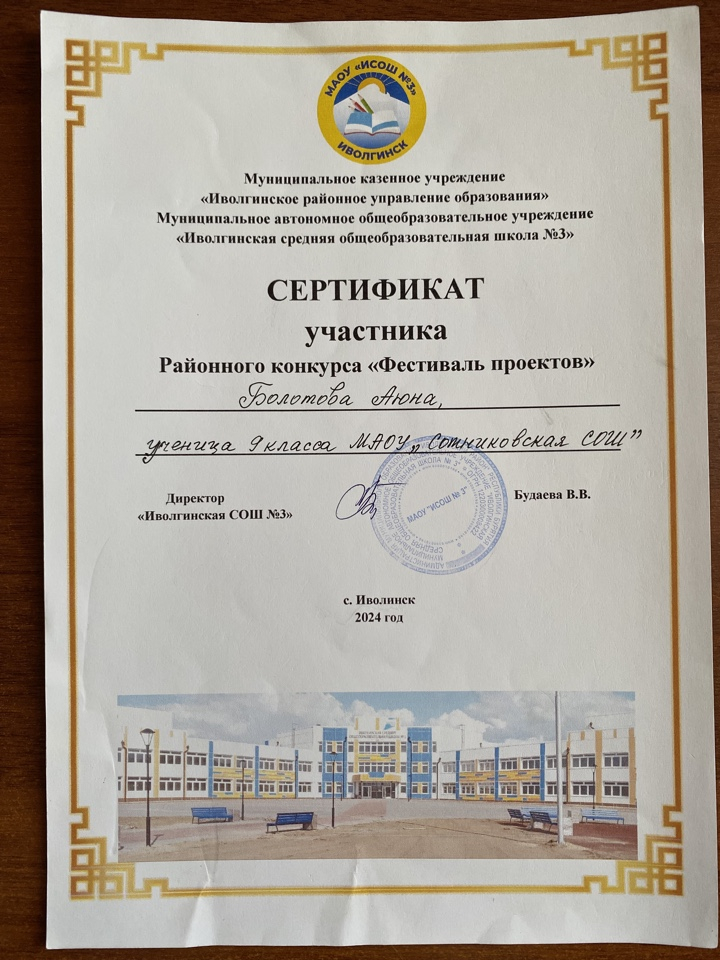 МАОУ «ИСОШ №3»
ИВОЛГИНСК
Муниципальное казенное учреждение
«Иволгинское районное управление образования»
Муниципальное автономное общеобразовательное учреждение
«Иволгинская средняя общеобразовательная школа №3»
СЕРТИФИКАТ
участника
Районного конкурса «Фестиваль проектов»
Болотова Аюна,
ученица 9 класса МАОУ „Сотниковская СОШ”
Директор
«Иволгинская СОШ №3»
МАОУ "ИСОШ № 3"
Будаева В.В.
с. Иволинск
2024 год